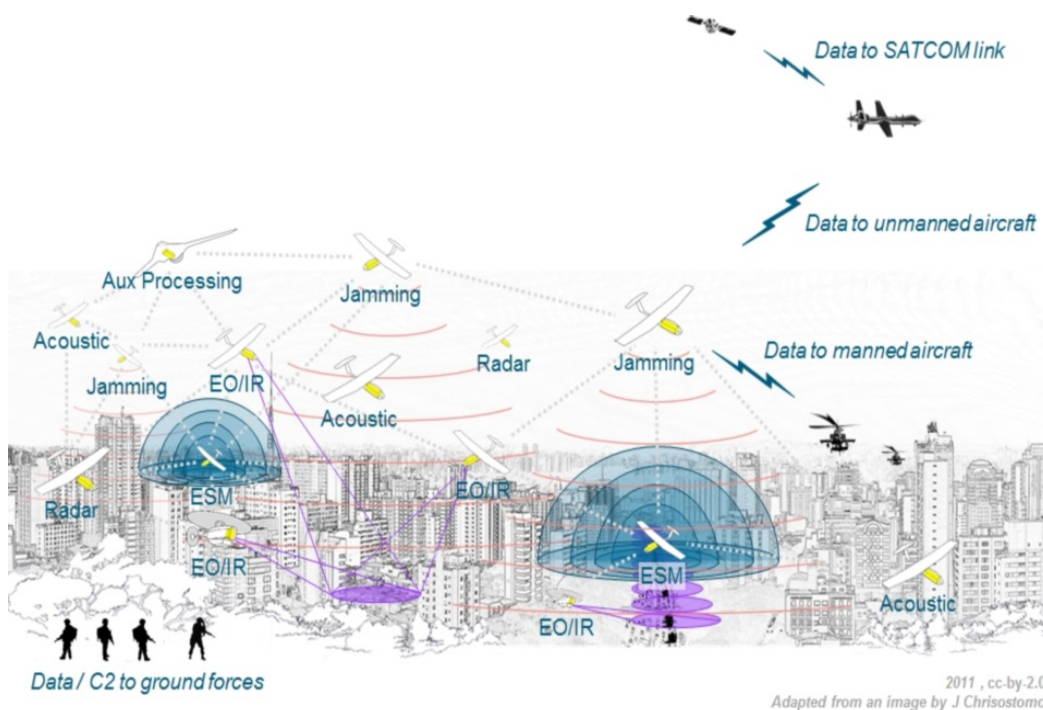 Data to SATCOM link
Data to unmanned aircraft
Aux Processing
Jamming
Acoustic
Jamming
EO/IR
Acoustic
Radar
Jamming
Data to manned aircraft
Radar
ESM
EO/IR
EO/IR
ESM
EO/IR
Acoustic
Data / C2 to ground forces
2011 , cc-by-2.0
Adapted from an image by J Chrisostomo